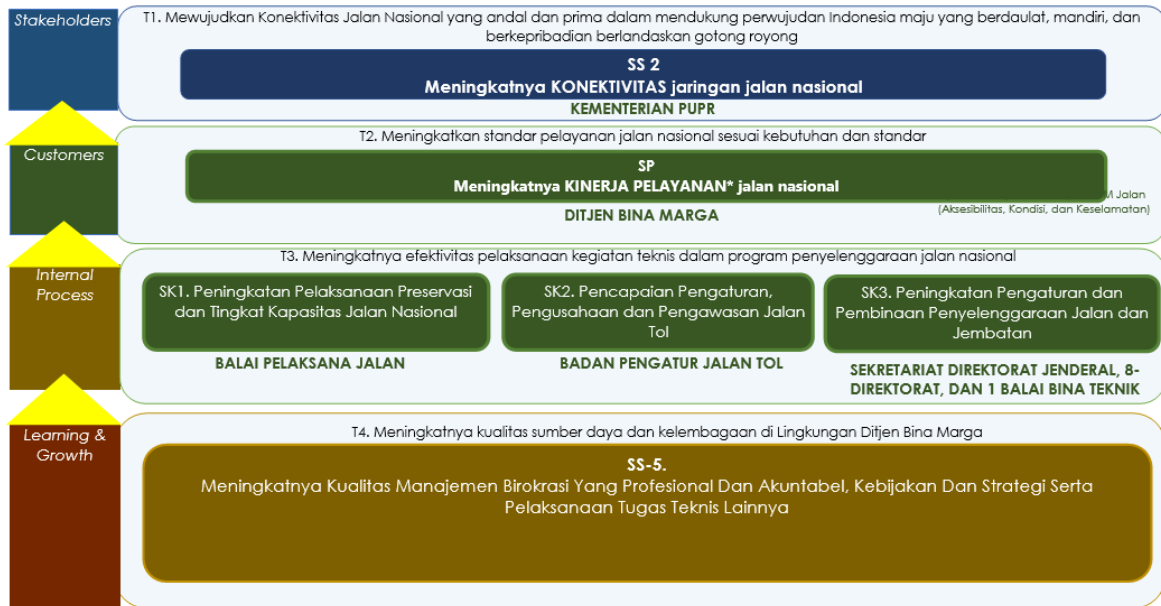 Stakeholders
T1. Mewujudkan Konektivitas Jalan Nasional yang andal dan prima dalam mendukung perwujudan Indonesia maju yang berdaulat, mandiri, dan
berkepribadian berlandaskan gotong royong
SS 2
Meningkatnya KONEKTIVITAS jaringan jalan nasional
KEMENTERIAN PUPR
Customers
T2. Meningkatkan standar pelayanan jalan nasional sesuai kebutuhan dan standar
SP
Meningkatnya KINERJA PELAYANAN* jalan nasional
Jalan
(Aksesibilitas, Kondisi, dan Keselamatan)
DITJEN BINA MARGA
Internal
Process
T3. Meningkatnya efektivitas pelaksanaan kegiatan teknis dalam program penyelenggaraan jalan nasional
SK1. Peningkatan Pelaksanaan Preservasi
dan Tingkat Kapasitas Jalan Nasional
BALAI PELAKSANA JALAN
SK2. Pencapaian Pengaturan,
Pengusahaan dan Pengawasan Jalan
Tol
BADAN PENGATUR JALAN TOL
SK3. Peningkatan Pengaturan dan
Pembinaan Penyelenggaraan Jalan dan
Jembatan
SEKRETARIAT DIREKTORAT JENDERAL, 8-
DIREKTORAT, DAN 1 BALAI BINA TEKNIK
Learning &
Growth
T4. Meningkatnya kualitas sumber daya dan kelembagaan di Lingkungan Ditjen Bina Marga
SS-5.
Meningkatnya Kualitas Manajemen Birokrasi Yang Profesional Dan Akuntabel, Kebijakan Dan Strategi Serta
Pelaksanaan Tugas Teknis Lainnya